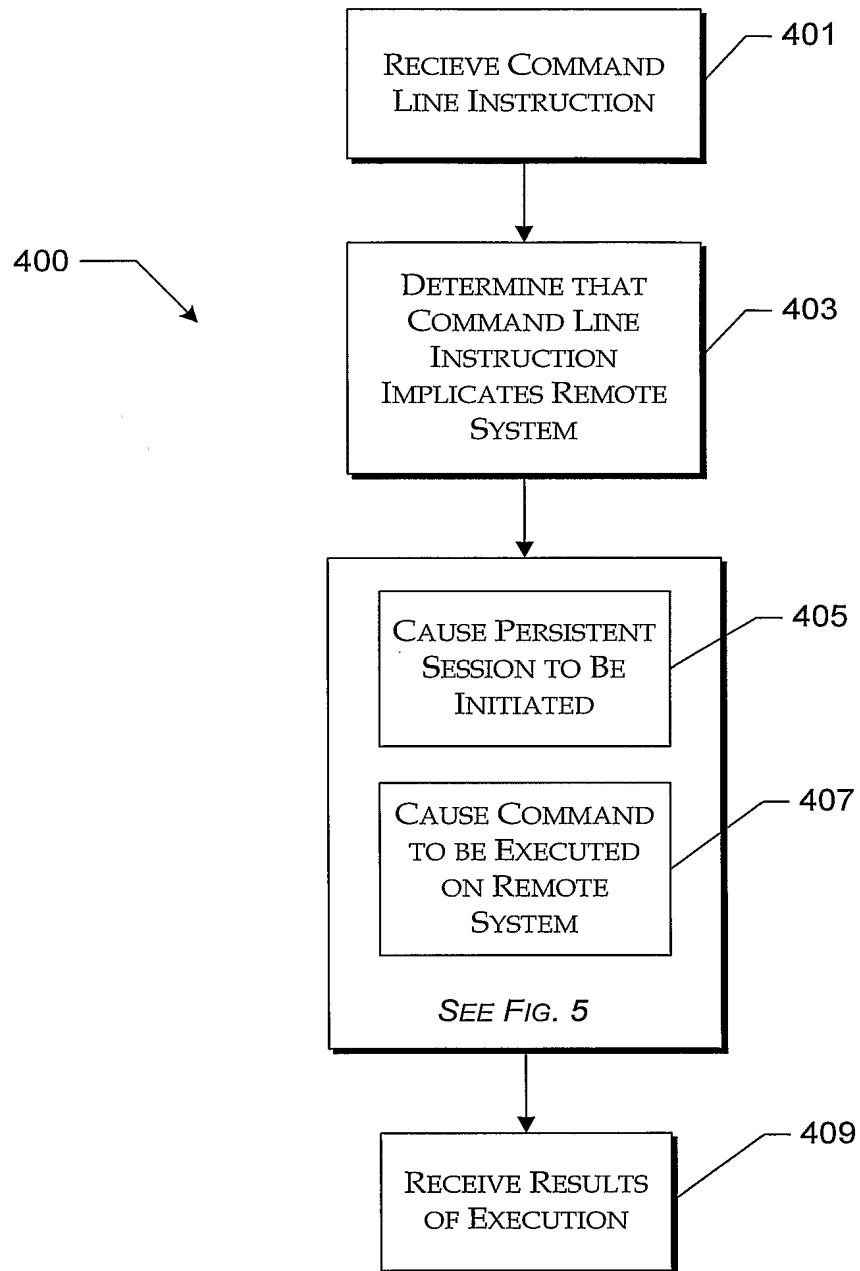 401
RECIEVE COMMAND
LINE INSTRUCTION
400
DETERMINE THAT
COMMAND LINE
INSTRUCTION
IMPLICATES REMOTE
SYSTEM
403
CAUSE PERSISTENT
SESSION TO BE
INITIATED
405
CAUSE COMMAND
TO BE EXECUTED
ON REMOTE
SYSTEM
407
SEE FIG. 5
409
RECEIVE RESULTS
OF EXECUTION